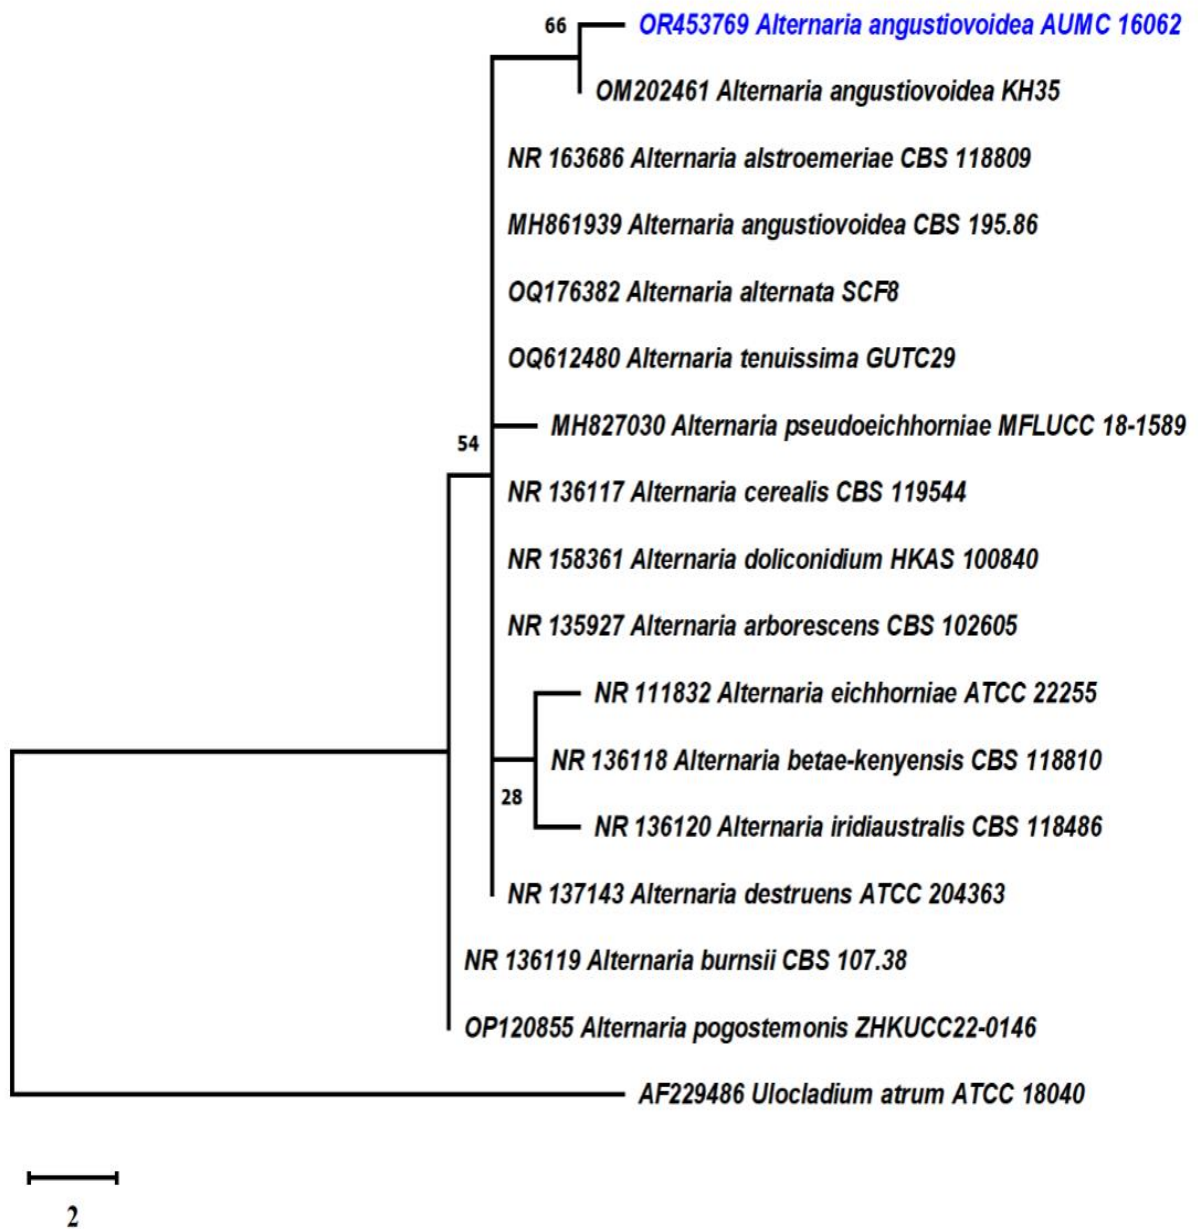 66
OR453769 Alternaria angustiovoidea AUMC 16062
OM202461 Alternaria angustiovoidea KH35
NR 163686 Alternaria alstroemeriae CBS 118809
MH861939 Alternaria angustiovoidea CBS 195.86
OQ176382 Alternaria alternata SCF8
OQ612480 Alternaria tenuissima GUTC29
MH827030 Alternaria pseudoeichhorniae MFLUCC 18-1589
54
NR 136117 Alternaria cerealis CBS 119544
NR 158361 Alternaria doliconidium HKAS 100840
NR 135927 Alternaria arborescens CBS 102605
NR 111832 Alternaria eichhorniae ATCC 22255
NR 136118 Alternaria betae-kenyensis CBS 118810
28
NR 136120 Alternaria iridiaustralis CBS 118486
NR 137143 Alternaria destruens ATCC 204363
NR 136119 Alternaria burnsii CBS 107.38
OP120855 Alternaria pogostemonis ZHKUCC22-0146
AF229486 Ulocladium atrum ATCC 18040
2